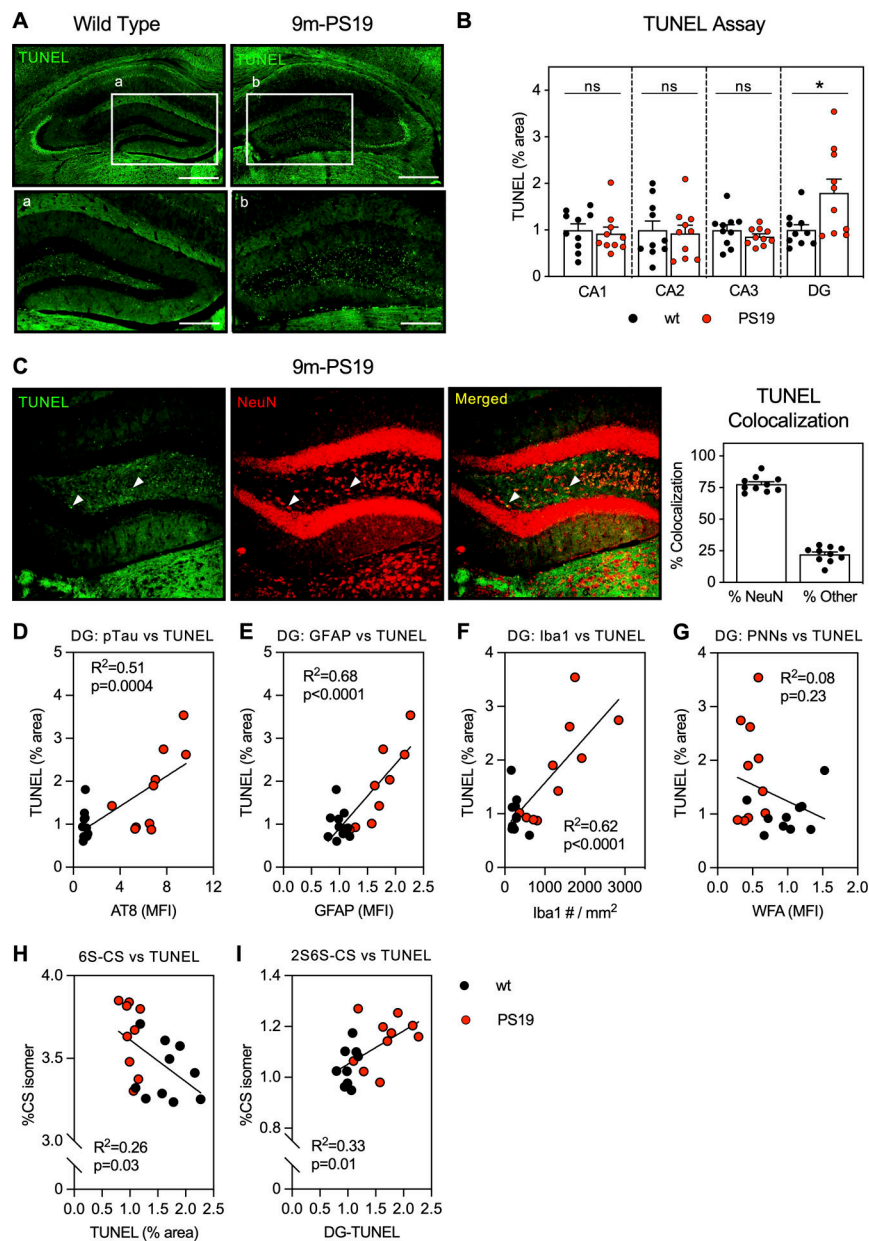 A
Wild Type
9m-PS19
TUNEL
a
TUNEL
b
a
b
B
TUNEL Assay
TUNEL (% area)
4
3
2
1
0
ns
ns
ns
*
CA1
CA2
CA3
DG
wt
PS19
C
9m-PS19
TUNEL
NeuN
Merged
TUNEL
Colocalization
% Colocalization
100
75
50
25
0
% NeuN
% Other
D
DG: pTau vs TUNEL
R²=0.51
p=0.0004
TUNEL (% area)
5
4
3
2
1
0
0 4 8 12
AT8 (MFI)
E
DG: GFAP vs TUNEL
R²=0.68
p<0.0001
TUNEL (% area)
5
4
3
2
1
0
0.0 0.5 1.0 1.5 2.0 2.5
GFAP (MFI)
F
DG: Iba1 vs TUNEL
R²=0.62
p<0.0001
TUNEL (% area)
4
3
2
1
0
0 1000 2000 3000
Iba1 # / mm²
G
DG: PNNs vs TUNEL
R²=0.08
p=0.23
TUNEL (% area)
4
3
2
1
0
0.0 0.5 1.0 1.5 2.0
WFA (MFI)
H
6S-CS vs TUNEL
%CS isomer
4.0
3.5
3.0
0
R²=0.26
p=0.03
0.0 0.5 1.0 1.5 2.0 2.5
TUNEL (% area)
I
2S6S-CS vs TUNEL
%CS isomer
1.4
1.2
1.0
0.8
0
R²=0.33
p=0.01
0.0 0.5 1.0 1.5 2.0 2.5
DG-TUNEL
wt
PS19